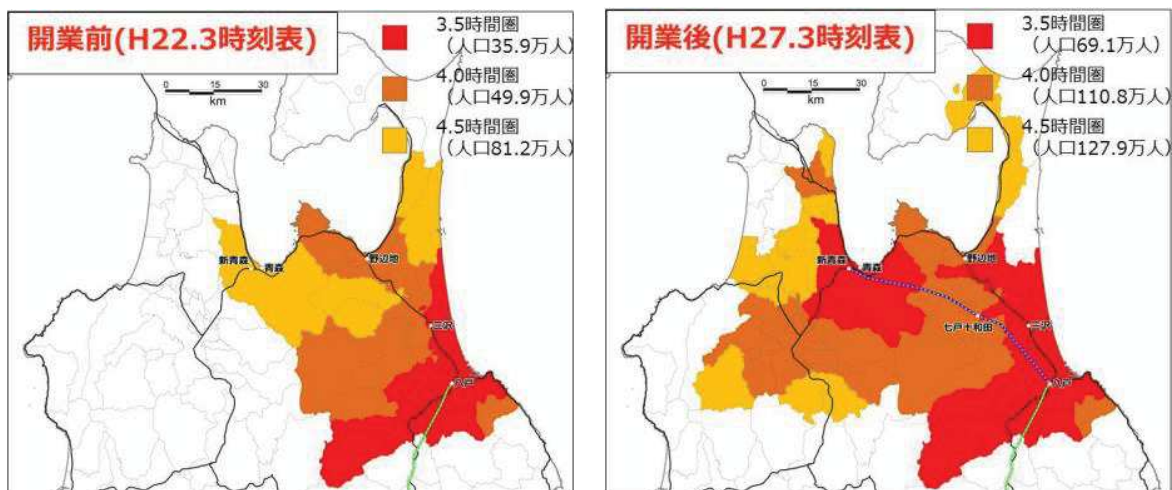 開業前(H22.3時刻表)
3.5時間圏
(人口35.9万人)
4.0時間圏
(人口49.9万人)
4.5時間圏
(人口81.2万人)
0 15 30
km
新青森
青森
野辺地
三沢
八戸
開業後(H27.3時刻表)
3.5時間圏
(人口69.1万人)
4.0時間圏
(人口110.8万人)
4.5時間圏
(人口127.9万人)
0 15 30
km
新青森
青森
野辺地
七戸十和田
三沢
八戸